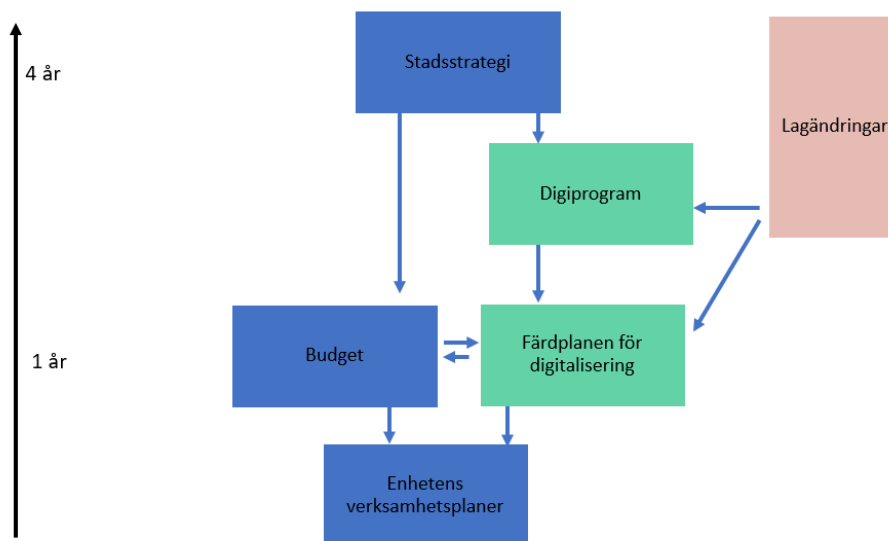 Stadsstrategi
4 år
Lagändringar
Digiprogram
Färdplanen för
digitalisering
Budget
1 år
Enhetens
verksamhetsplaner